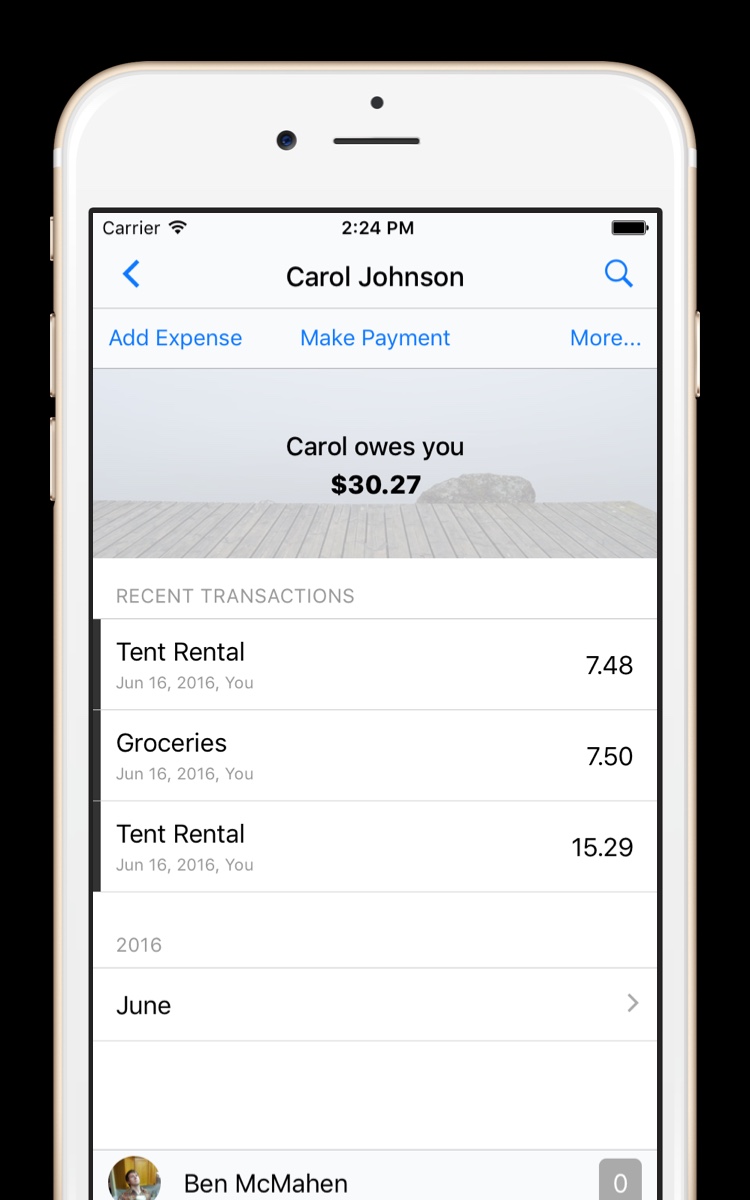 Carrier 2:24 PM
Carol Johnson
Add Expense Make Payment More...
Carol owes you
$30.27
RECENT TRANSACTIONS
Tent Rental 7.48
Jun 16, 2016, You
Groceries 7.50
Jun 16, 2016, You
Tent Rental 15.29
Jun 16, 2016, You
2016
June
Ben McMahen 0